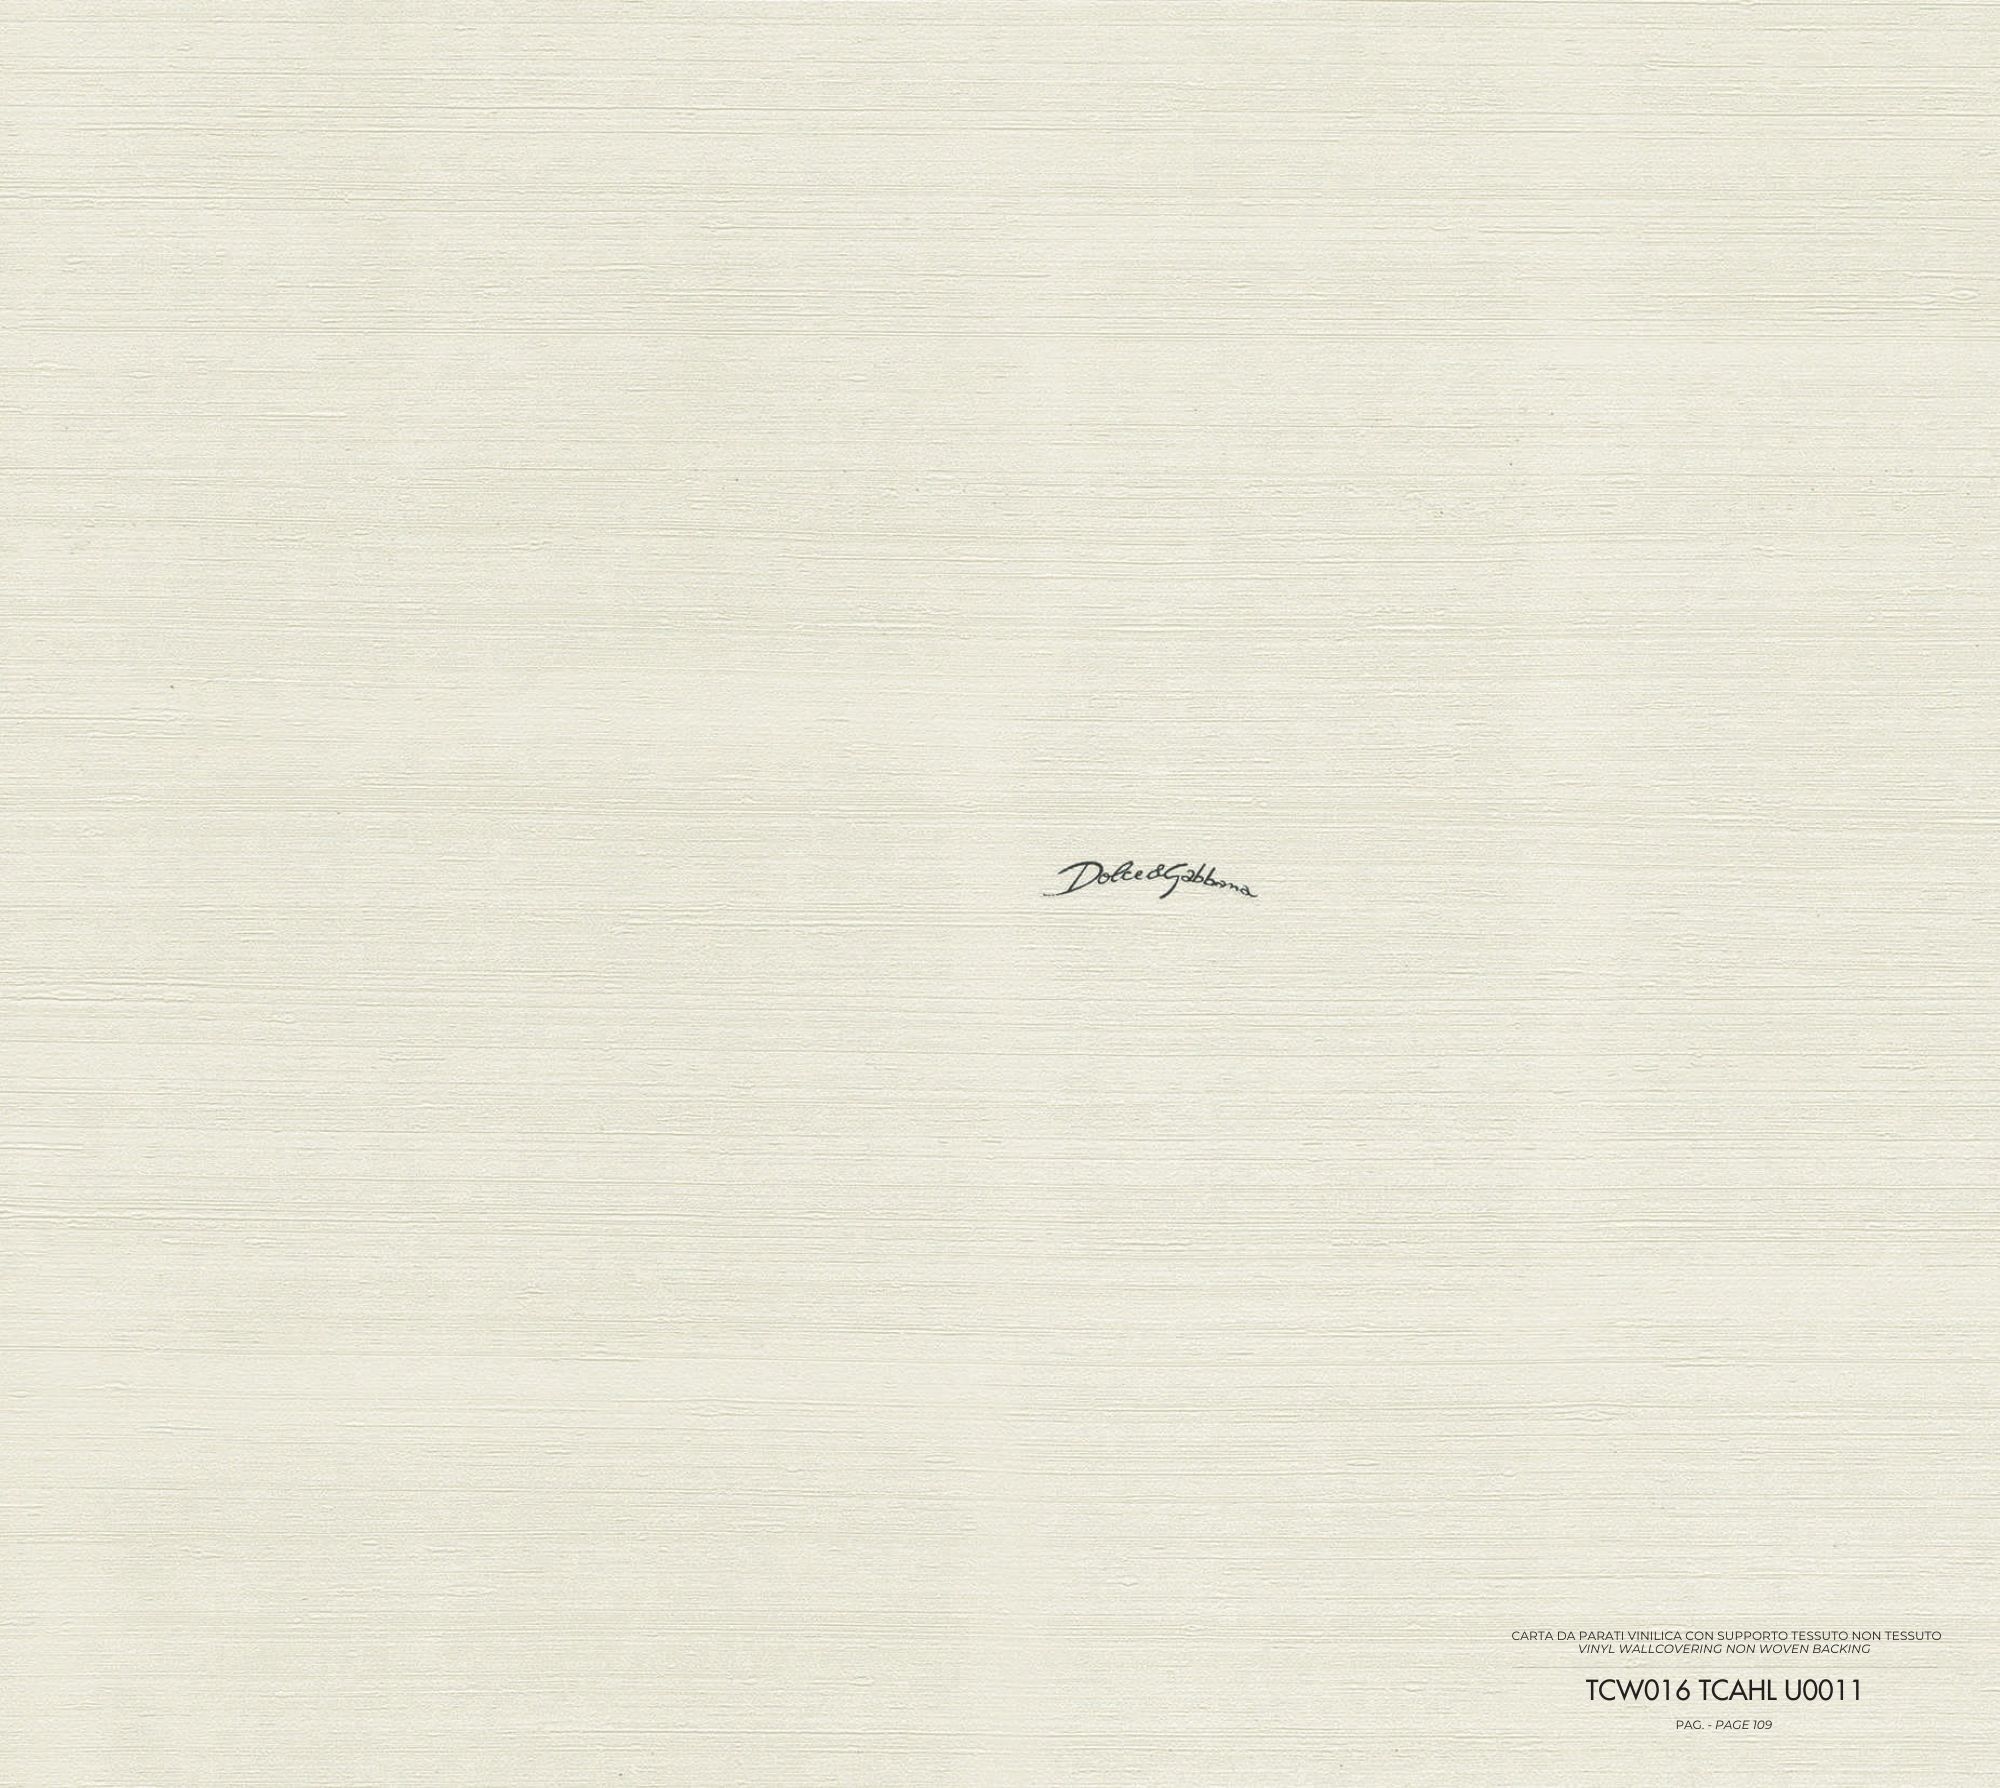 Dolce&Gabbana
CARTA DA PARATI VINILICA CON SUPPORTO TESSUTO NON TESSUTO
VINYL WALLCOVERING NON WOVEN BACKING
TCW016 TCAHL U0011
PAG. - PAGE 109